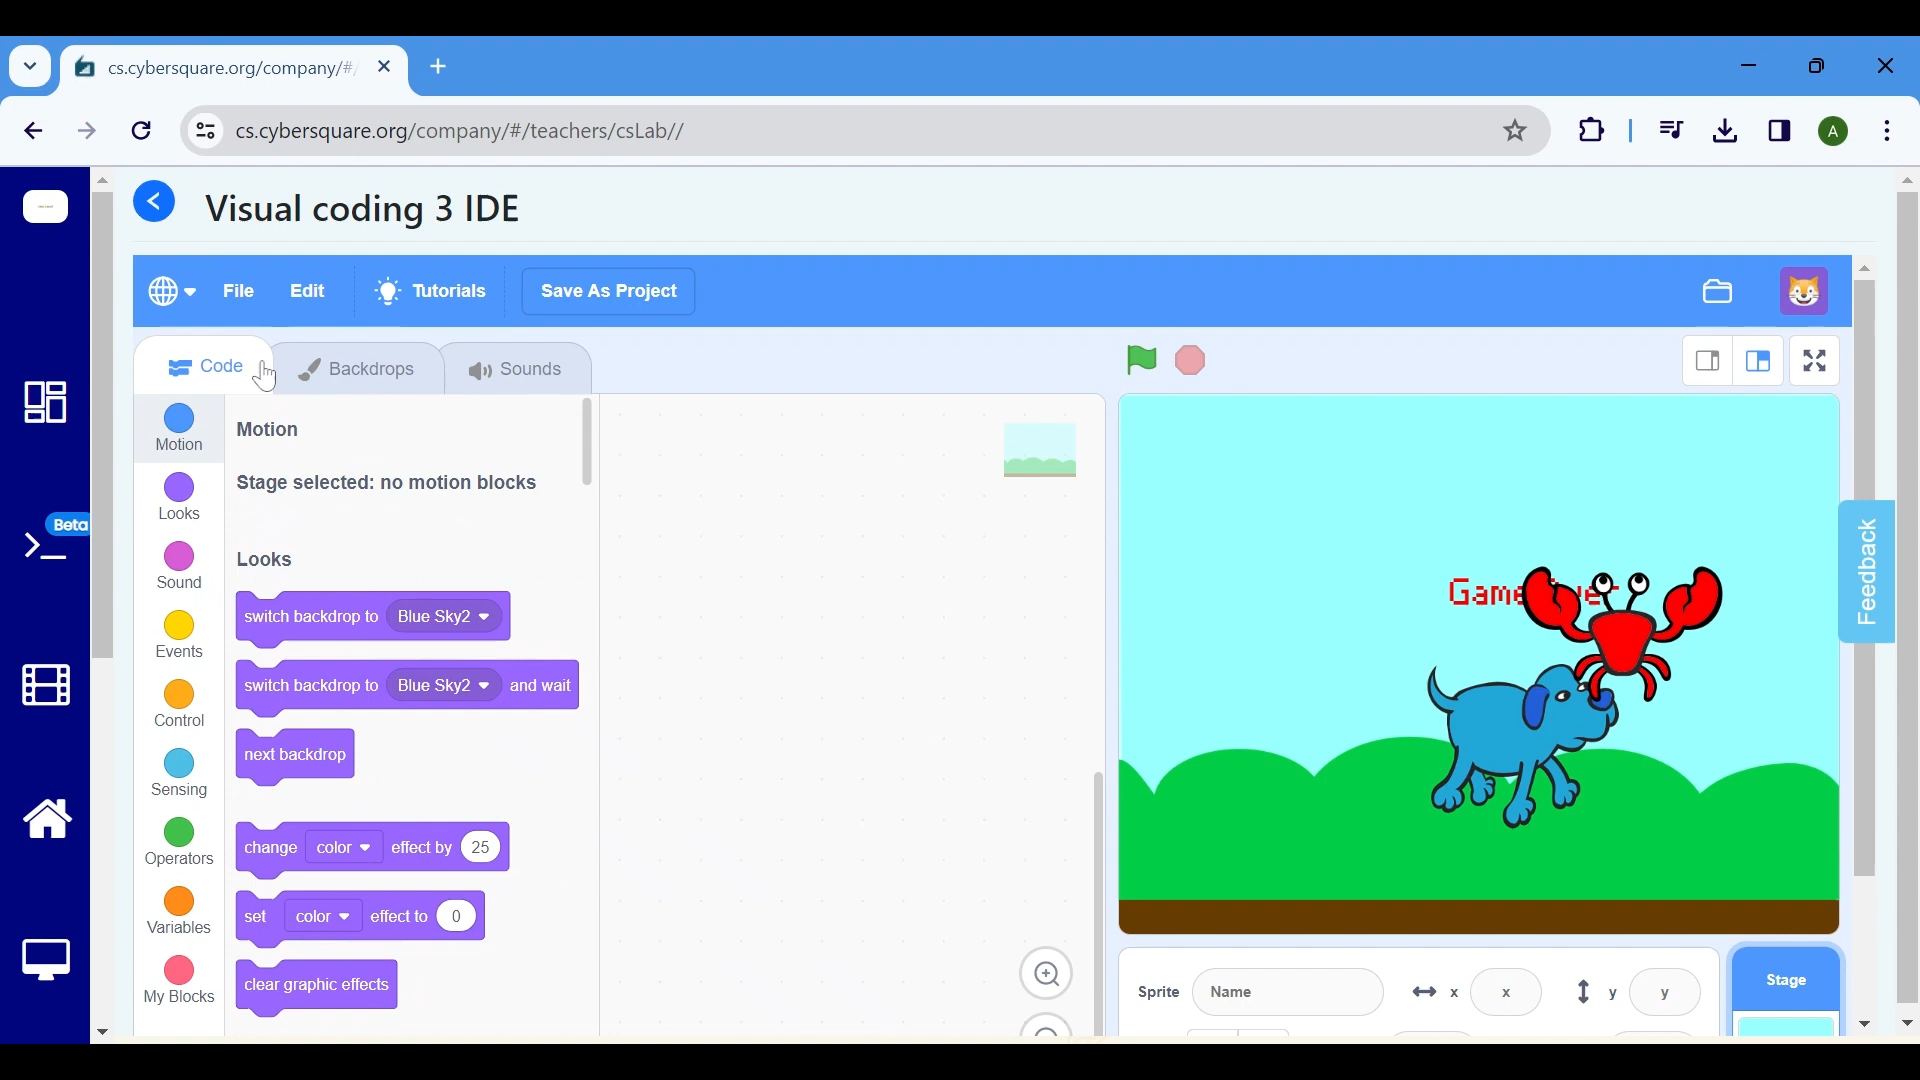 cs.cybersquare.org/company/#/
cs.cybersquare.org/company/#/teachers/csLab//
A
Visual coding 3 IDE
File Edit Tutorials Save As Project
Code Backdrops Sounds
Beta
Motion
Looks
Sound
Events
Control
Sensing
Operators
Variables
My Blocks
Motion
Stage selected: no motion blocks
Looks
switch backdrop to Blue Sky2
switch backdrop to Blue Sky2 and wait
next backdrop
change color effect by 25
set color effect to 0
clear graphic effects
Feedback
Sprite Name x x y y
Stage